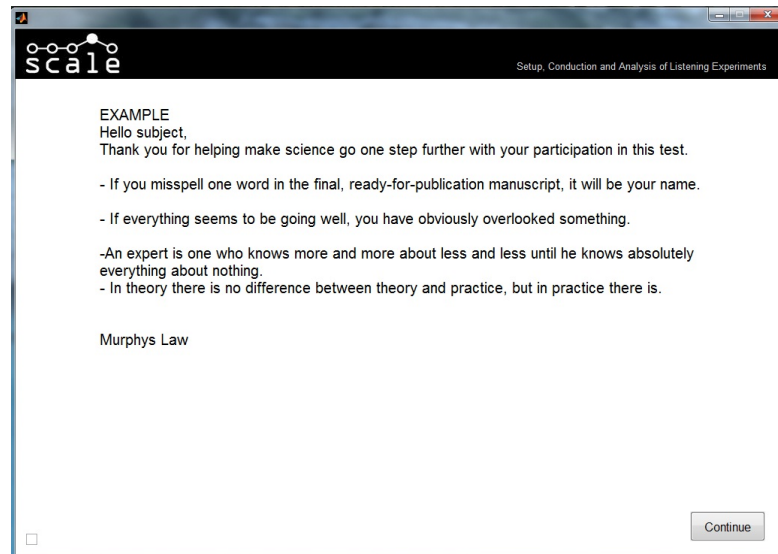 scale
Setup, Conduction and Analysis of Listening Experiments
EXAMPLE
Hello subject,
Thank you for helping make science go one step further with your participation in this test.
- If you misspell one word in the final, ready-for-publication manuscript, it will be your name.
- If everything seems to be going well, you have obviously overlooked something.
-An expert is one who knows more and more about less and less until he knows absolutely
everything about nothing.
- In theory there is no difference between theory and practice, but in practice there is.
Murphys Law
Continue